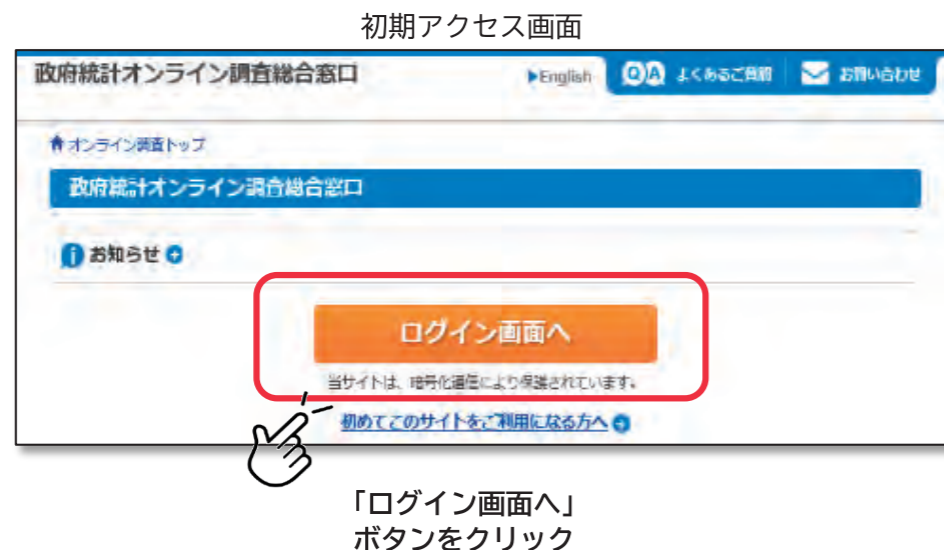 初期アクセス画面
政府統計オンライン調査総合窓口
▶English
QA よくあるご質問
お問い合わせ
オンライン調査トップ
政府統計オンライン調査総合窓口
i お知らせ
ログイン画面へ
当サイトは、暗号化通信により保護されています。
初めてこのサイトをご利用になる方へ
「ログイン画面へ」
ボタンをクリック